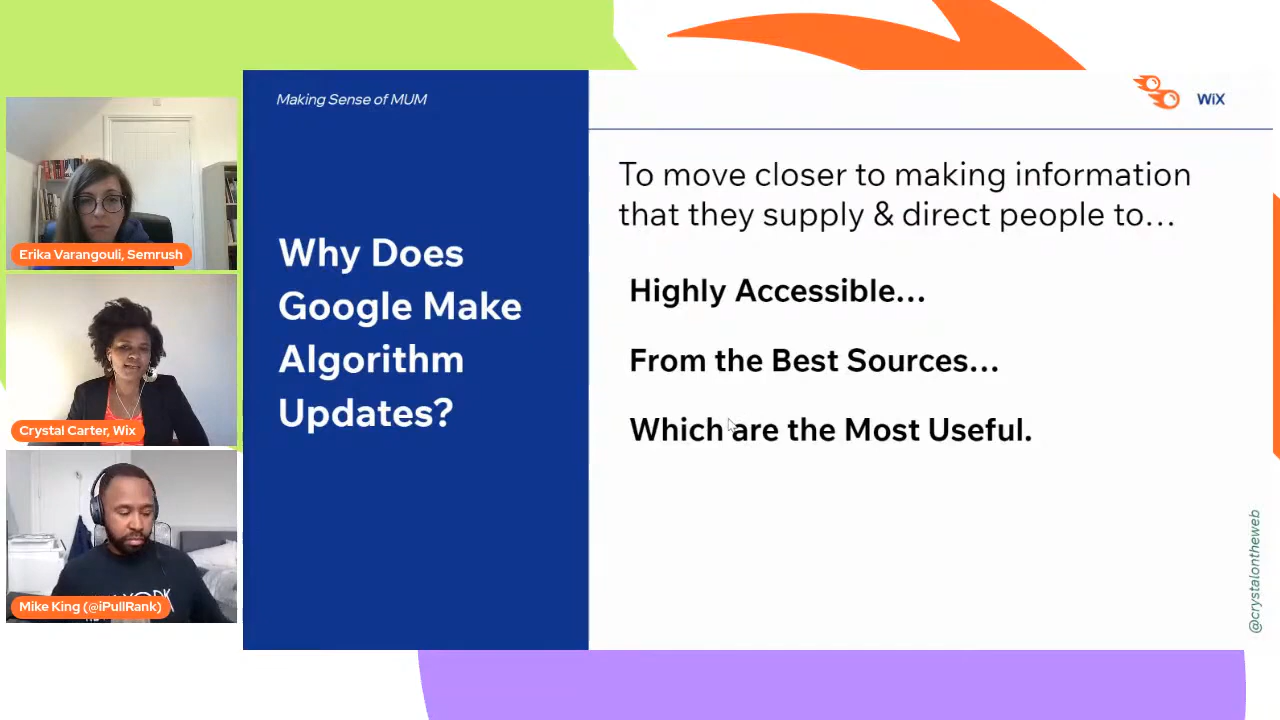 Making Sense of MUM
Why Does
Google Make
Algorithm
Updates?
WiX
To move closer to making information
that they supply & direct people to…
Highly Accessible…
From the Best Sources…
Which are the Most Useful.
@crystalontheweb
Erika Varangouli, Semrush
Crystal Carter, Wix
Mike King (@iPullRank)